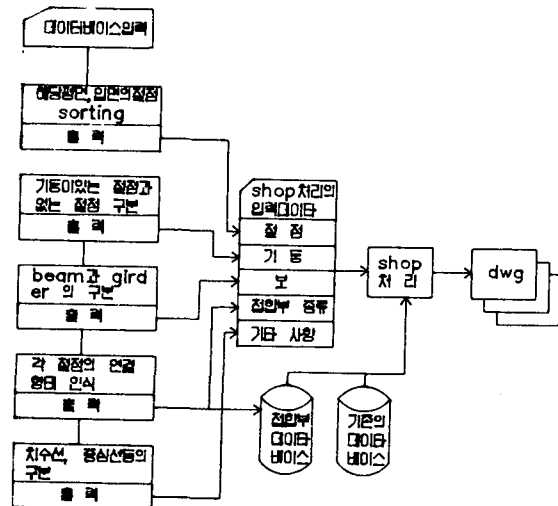 데이터베이스입력
해당평면,입면의절점
sorting
출 력
기둥이있는 절점과
없는 절점 구분
출 력
beam과 gird
er 의 구분
출 력
각 절점의 연결
형태 인식
출 력
치수선, 중심선등의
구분
출 력
shop처리의
입력데이타
절 점
기 둥
보
접합부 종류
기타 사항
shop
처 리
dwg
접합부
데이타
베이스
기존의
데이타
베이스